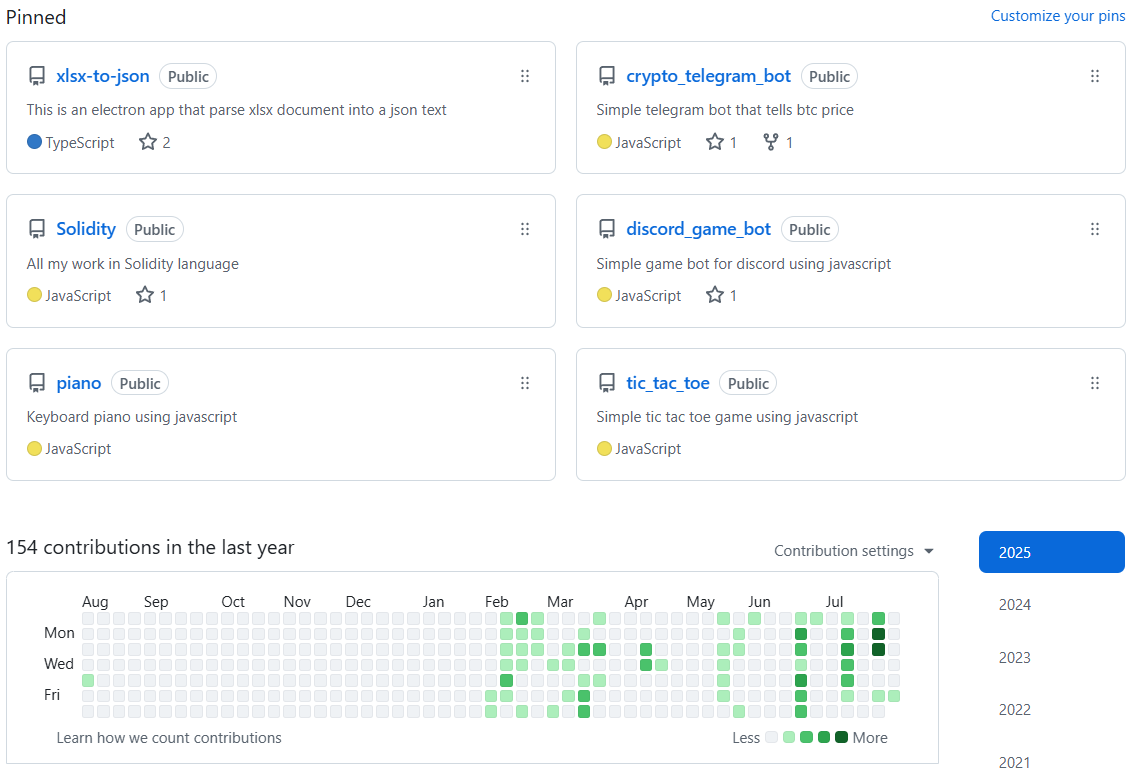 Pinned
Customize your pins
xlsx-to-json Public
This is an electron app that parse xlsx document into a json text
TypeScript 2
crypto_telegram_bot Public
Simple telegram bot that tells btc price
JavaScript 1 1
Solidity Public
All my work in Solidity language
JavaScript 1
discord_game_bot Public
Simple game bot for discord using javascript
JavaScript 1
piano Public
Keyboard piano using javascript
JavaScript
tic_tac_toe Public
Simple tic tac toe game using javascript
JavaScript
154 contributions in the last year
Contribution settings
Aug Sep Oct Nov Dec Jan Feb Mar Apr May Jun Jul
Mon
Wed
Fri
Learn how we count contributions
Less More
2025
2024
2023
2022
2021